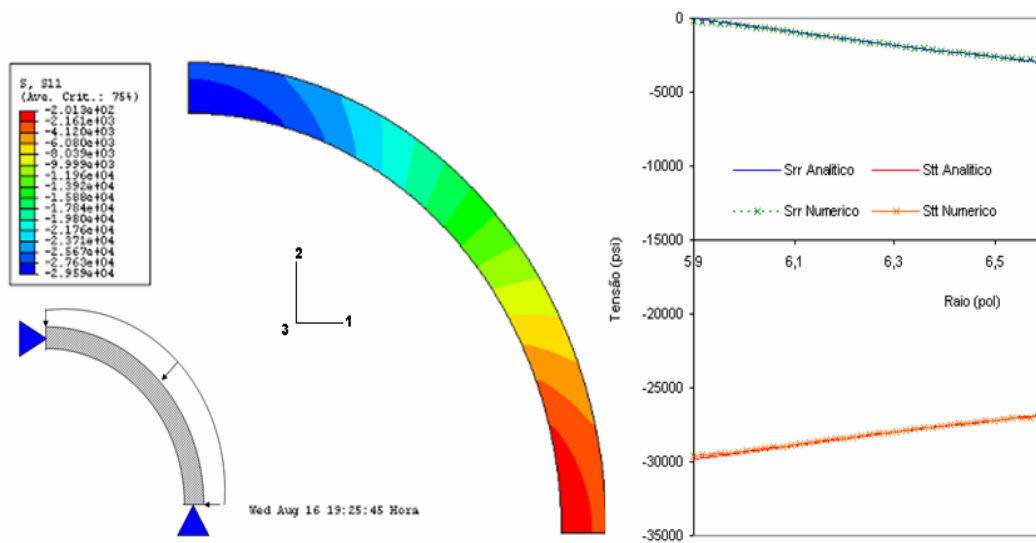 S, S11
(Ave. Crit.: 75%)
-2.013e+02
-2.161e+03
-4.120e+03
-6.080e+03
-8.039e+03
-9.999e+03
-1.196e+04
-1.392e+04
-1.588e+04
-1.784e+04
-1.980e+04
-2.176e+04
-2.371e+04
-2.567e+04
-2.763e+04
-2.959e+04
2
3
1
Wed Aug 16 19:25:45 Hora
0
-5000
-10000
-15000
-20000
-25000
-30000
-35000
Tensão (psi)
Srr Analitico
Stt Analitico
Srr Numerico
Stt Numerico
5,9
6,1
6,3
6,5
Raio (pol)